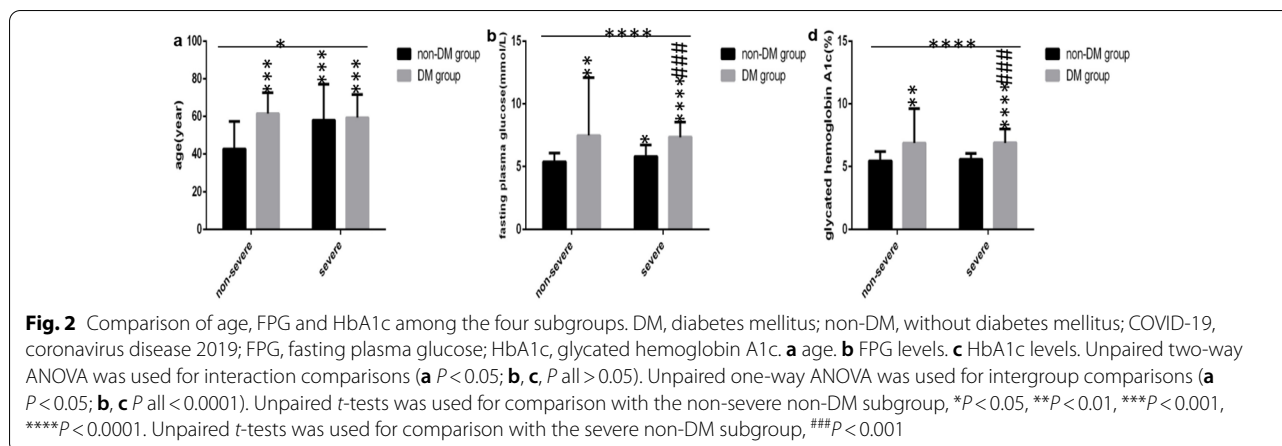 a
*
non-DM group
DM group
age(year)
100
80
60
40
20
0
***
***
***
non-severe
severe
b
****
non-DM group
DM group
fasting plasma glucose(mmol/L)
15
10
5
0
**
*
****
####
non-severe
severe
d
****
non-DM group
DM group
glycated hemoglobin A1c(%)
15
10
5
0
**
****
####
non-severe
severe
Fig. 2 Comparison of age, FPG and HbA1c among the four subgroups. DM, diabetes mellitus; non-DM, without diabetes mellitus; COVID-19,
coronavirus disease 2019; FPG, fasting plasma glucose; HbA1c, glycated hemoglobin A1c. a age. b FPG levels. c HbA1c levels. Unpaired two-way
ANOVA was used for interaction comparisons (a P < 0.05; b, c, P all > 0.05). Unpaired one-way ANOVA was used for intergroup comparisons (a
P < 0.05; b, c P all < 0.0001). Unpaired t-tests was used for comparison with the non-severe non-DM subgroup, *P < 0.05, **P < 0.01, ***P < 0.001,
****P < 0.0001. Unpaired t-tests was used for comparison with the severe non-DM subgroup, ###P < 0.001